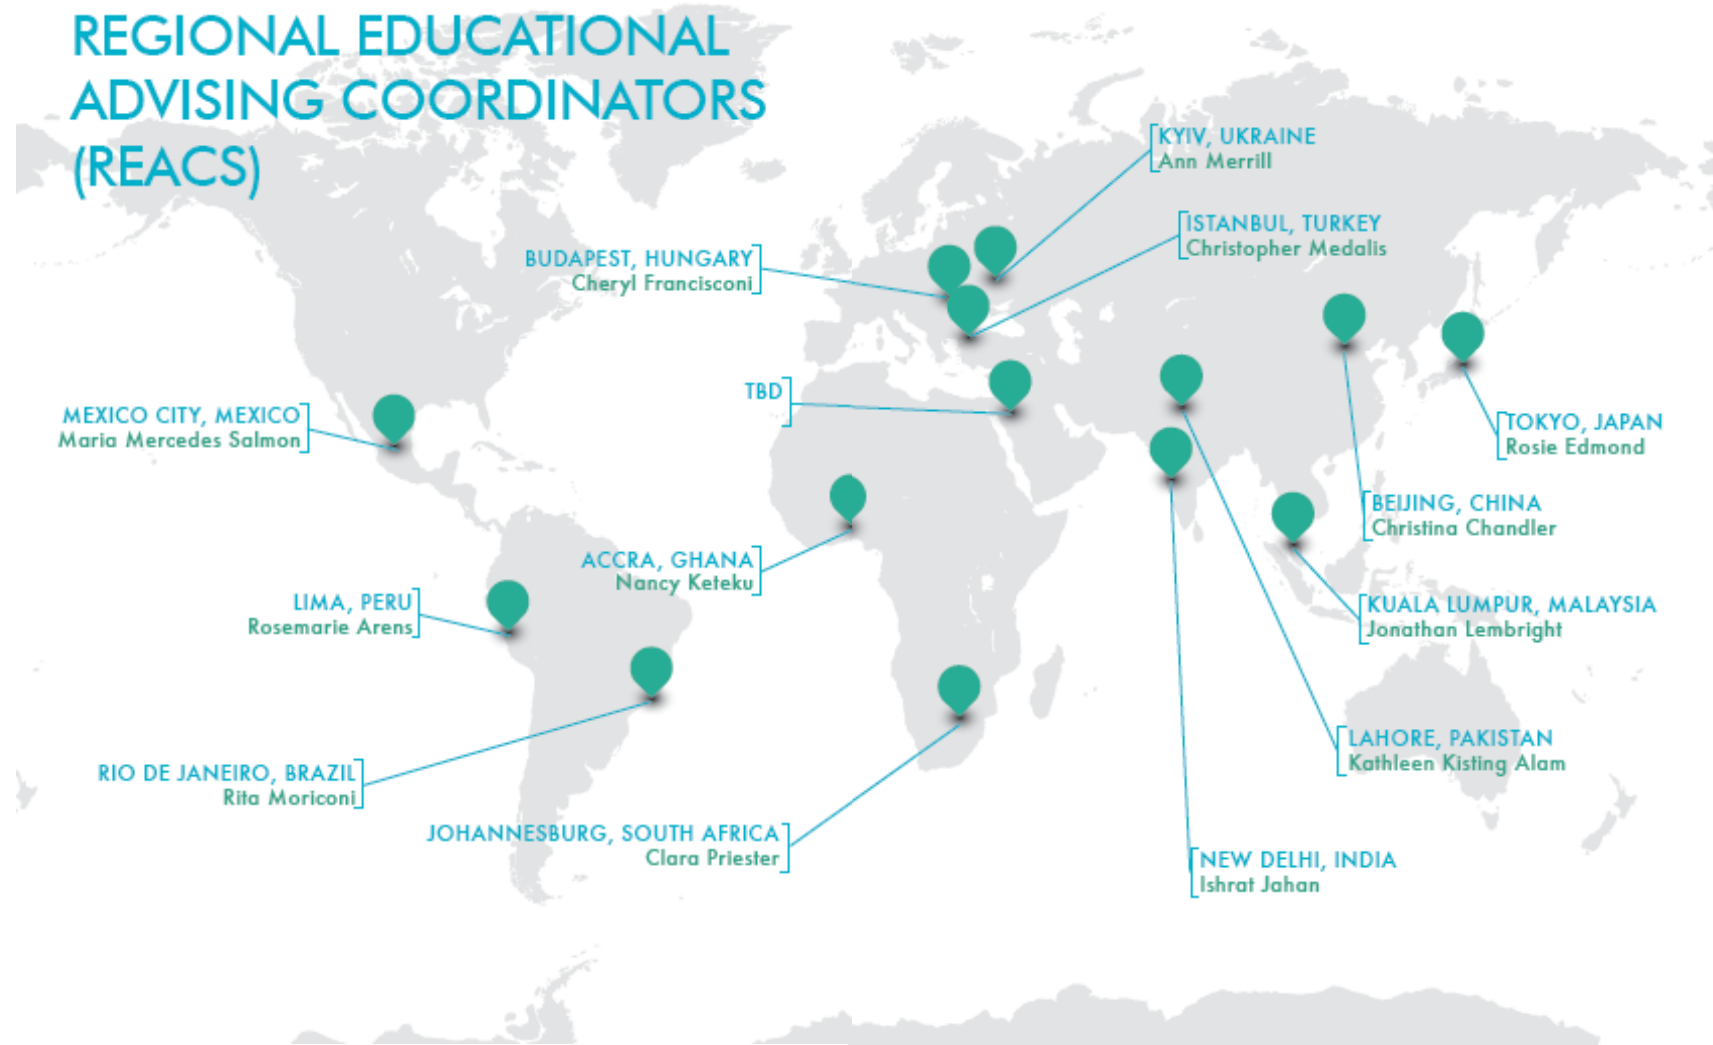 REGIONAL EDUCATIONAL
ADVISING COORDINATORS
(REACS)
KYIV, UKRAINE
Ann Merrill
ISTANBUL, TURKEY
Christopher Medalis
BUDAPEST, HUNGARY
Cheryl Francisconi
TBD
MEXICO CITY, MEXICO
Maria Mercedes Salmon
TOKYO, JAPAN
Rosie Edmond
BEIJING, CHINA
Christina Chandler
ACCRA, GHANA
Nancy Keteku
LIMA, PERU
Rosemarie Arens
KUALA LUMPUR, MALAYSIA
Jonathan Lembright
LAHORE, PAKISTAN
Kathleen Kisting Alam
RIO DE JANEIRO, BRAZIL
Rita Moriconi
JOHANNESBURG, SOUTH AFRICA
Clara Priester
NEW DELHI, INDIA
Ishrat Jahan